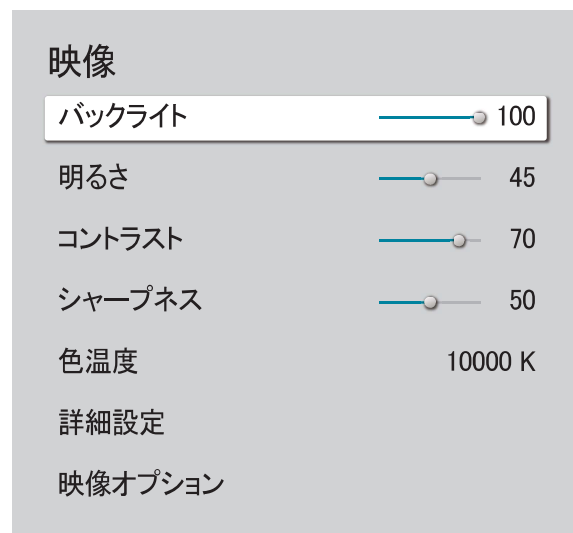 映像
バックライト 100
明るさ 45
コントラスト 70
シャープネス 50
色温度 10000 K
詳細設定
映像オプション